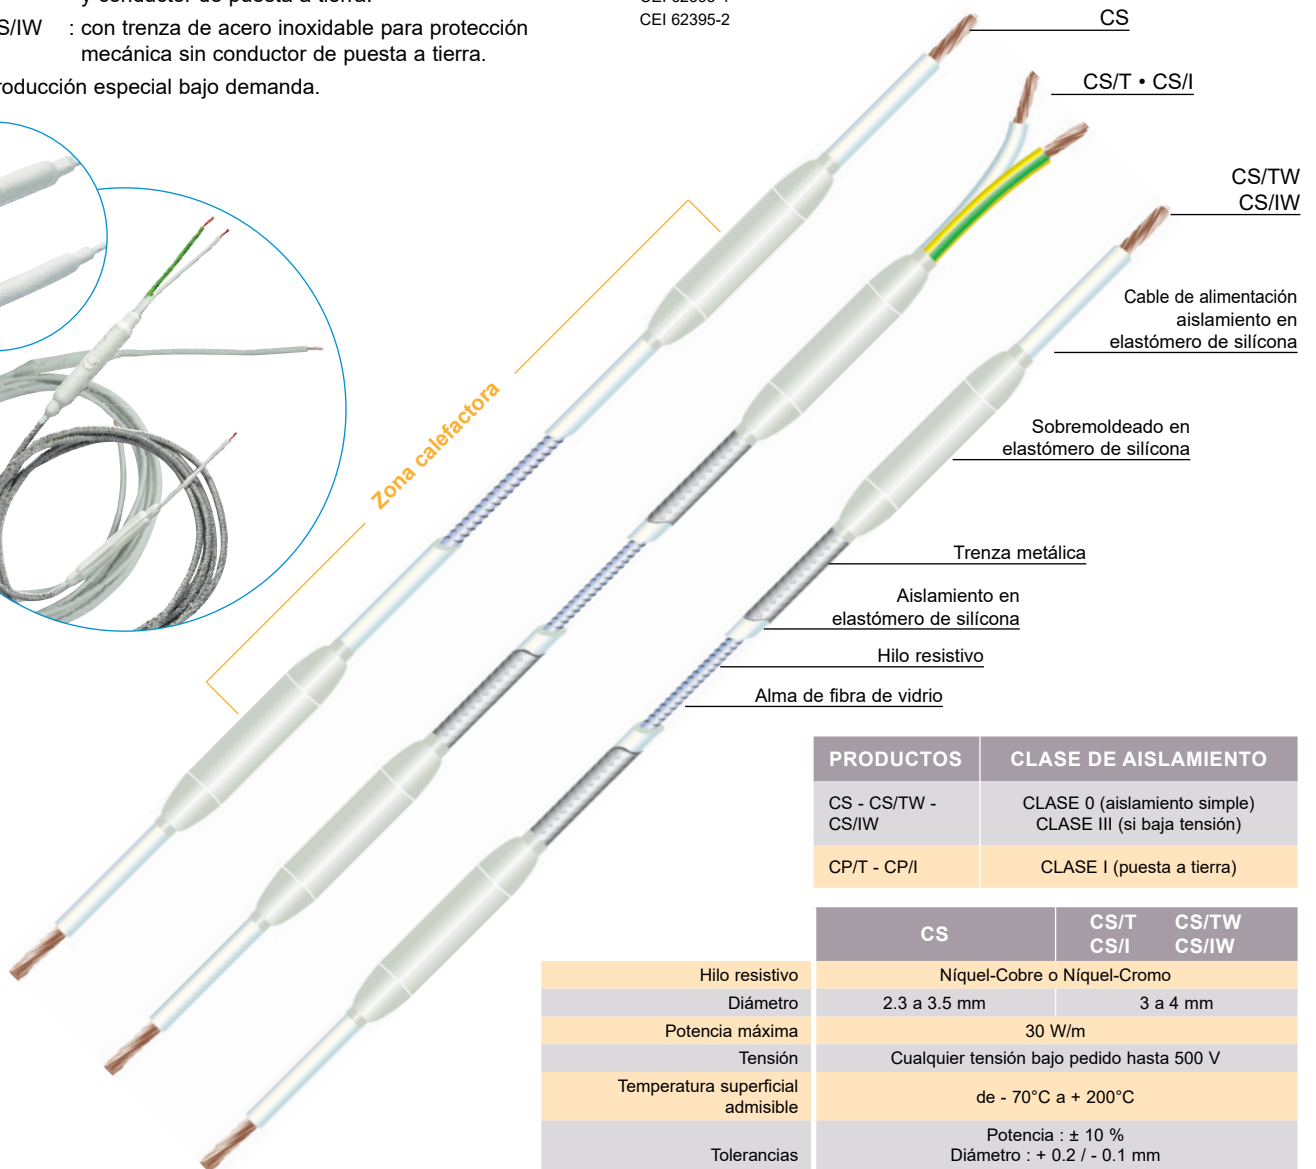 y conductor de puesta a tierra.
S/IW : con trenza de acero inoxidable para protección
mecánica sin conductor de puesta a tierra.
roducción especial bajo demanda.
CEI 62395-2
CS
CS/T • CS/I
CS/TW
CS/IW
Cable de alimentación
aislamiento en
elastómero de silícona
Sobremoldeado en
elastómero de silícona
Trenza metálica
Aislamiento en
elastómero de silícona
Hilo resistivo
Alma de fibra de vidrio
Zona calefactora
PRODUCTOS CLASE DE AISLAMIENTO
CS - CS/TW - CLASE 0 (aislamiento simple)
CS/IW CLASE III (si baja tensión)
CP/T - CP/I CLASE I (puesta a tierra)
CS CS/T CS/TW
CS/I CS/IW
Hilo resistivo Níquel-Cobre o Níquel-Cromo
Diámetro 2.3 a 3.5 mm 3 a 4 mm
Potencia máxima 30 W/m
Tensión Cualquier tensión bajo pedido hasta 500 V
Temperatura superficial
admisible de - 70°C a + 200°C
Potencia : ± 10 %
Tolerancias Diámetro : + 0.2 / - 0.1 mm